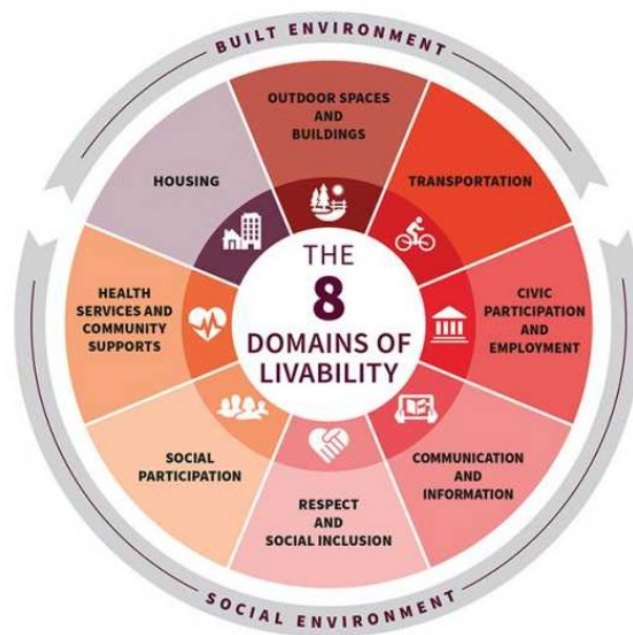 BUILT ENVIRONMENT
OUTDOOR SPACES
AND
BUILDINGS
TRANSPORTATION
CIVIC
PARTICIPATION
AND
EMPLOYMENT
COMMUNICATION
AND
INFORMATION
RESPECT
AND
SOCIAL INCLUSION
SOCIAL
PARTICIPATION
HEALTH
SERVICES AND
COMMUNITY
SUPPORTS
HOUSING
THE
8
DOMAINS OF
LIVABILITY
SOCIAL ENVIRONMENT